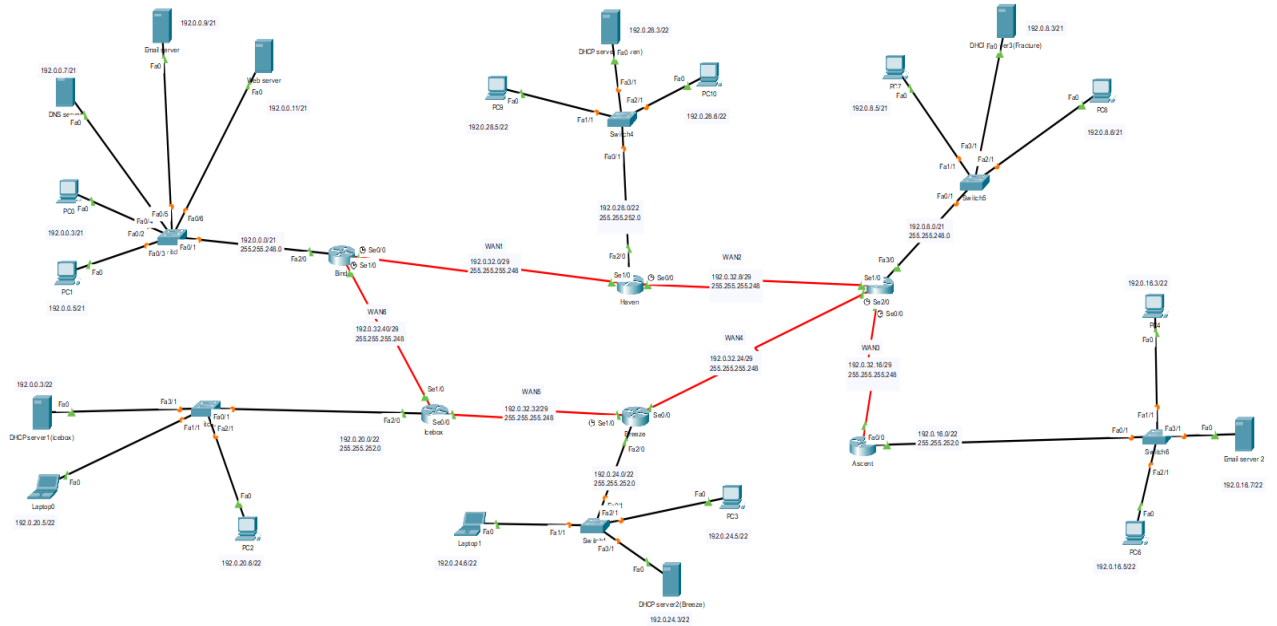 192.0.0.9/21
Email server
Fa0
192.0.0.7/21
DNS
Fa0
Web server
Fa0
192.0.0.11/21
PC0
Fa0
192.0.0.3/21
Fa0/5
Fa0/6
Fa0/2
Fa0/3
Fa0/1
Fa0
PC1
192.0.0.5/21
192.0.0.0/21
255.255.248.0
Fa2/0
Se0/0
Se1/0
WAN1
192.0.32.0/29
255.255.255.248
192.0.28.3/22
DHCP
Fa0
Fa3/1
Fa2/1
PC9
Fa0
Fa1/1
192.0.28.5/22
Fa0
PC10
192.0.28.6/22
Switch4
Fa0/1
192.0.28.0/22
255.255.252.0
Fa2/0
Se1/0
Se0/0
Haven
WAN2
192.0.32.8/29
255.255.255.248
192.0.8.3/21
Fa0
(Fracture)
PC7
Fa0
192.0.8.5/21
Fa0
PC8
192.0.8.6/21
Fa3/1
Fa1/1
Fa2/1
Fa0/1
Switch5
192.0.8.0/21
255.255.248.0
Fa3/0
Se1/0
Se2/0
Se0/0
WAN6
192.0.32.40/29
255.255.255.248
WAN4
192.0.32.24/29
255.255.255.248
WAN3
192.0.32.16/29
255.255.255.248
192.0.16.3/22
Fa0
192.0.0.3/22
Fa0
Fa3/1
DHCP server1(icebox)
Fa1/1
Fa0/1
Fa2/1
Fa0
Laptop0
192.0.20.5/22
Fa0
PC2
192.0.20.6/22
192.0.20.0/22
255.255.252.0
Fa2/0
Se1/0
Se0/0
Icebox
WAN5
192.0.32.32/29
255.255.255.248
Se1/0
Se0/0
Breeze
Fa2/0
192.0.24.0/22
255.255.252.0
Fa2/1
Fa1/1
Fa3/1
Laptop1
Fa0
192.0.24.6/22
Fa0
PC3
192.0.24.5/22
Fa0
DHCP server2(Breeze)
192.0.24.3/22
Fa0/0
Ascent
192.0.16.0/22
255.255.252.0
Fa0/1
Fa1/1
Fa3/1
Switch6
Fa2/1
Fa0
Email server 2
192.0.16.7/22
Fa0
PC6
192.0.16.5/22